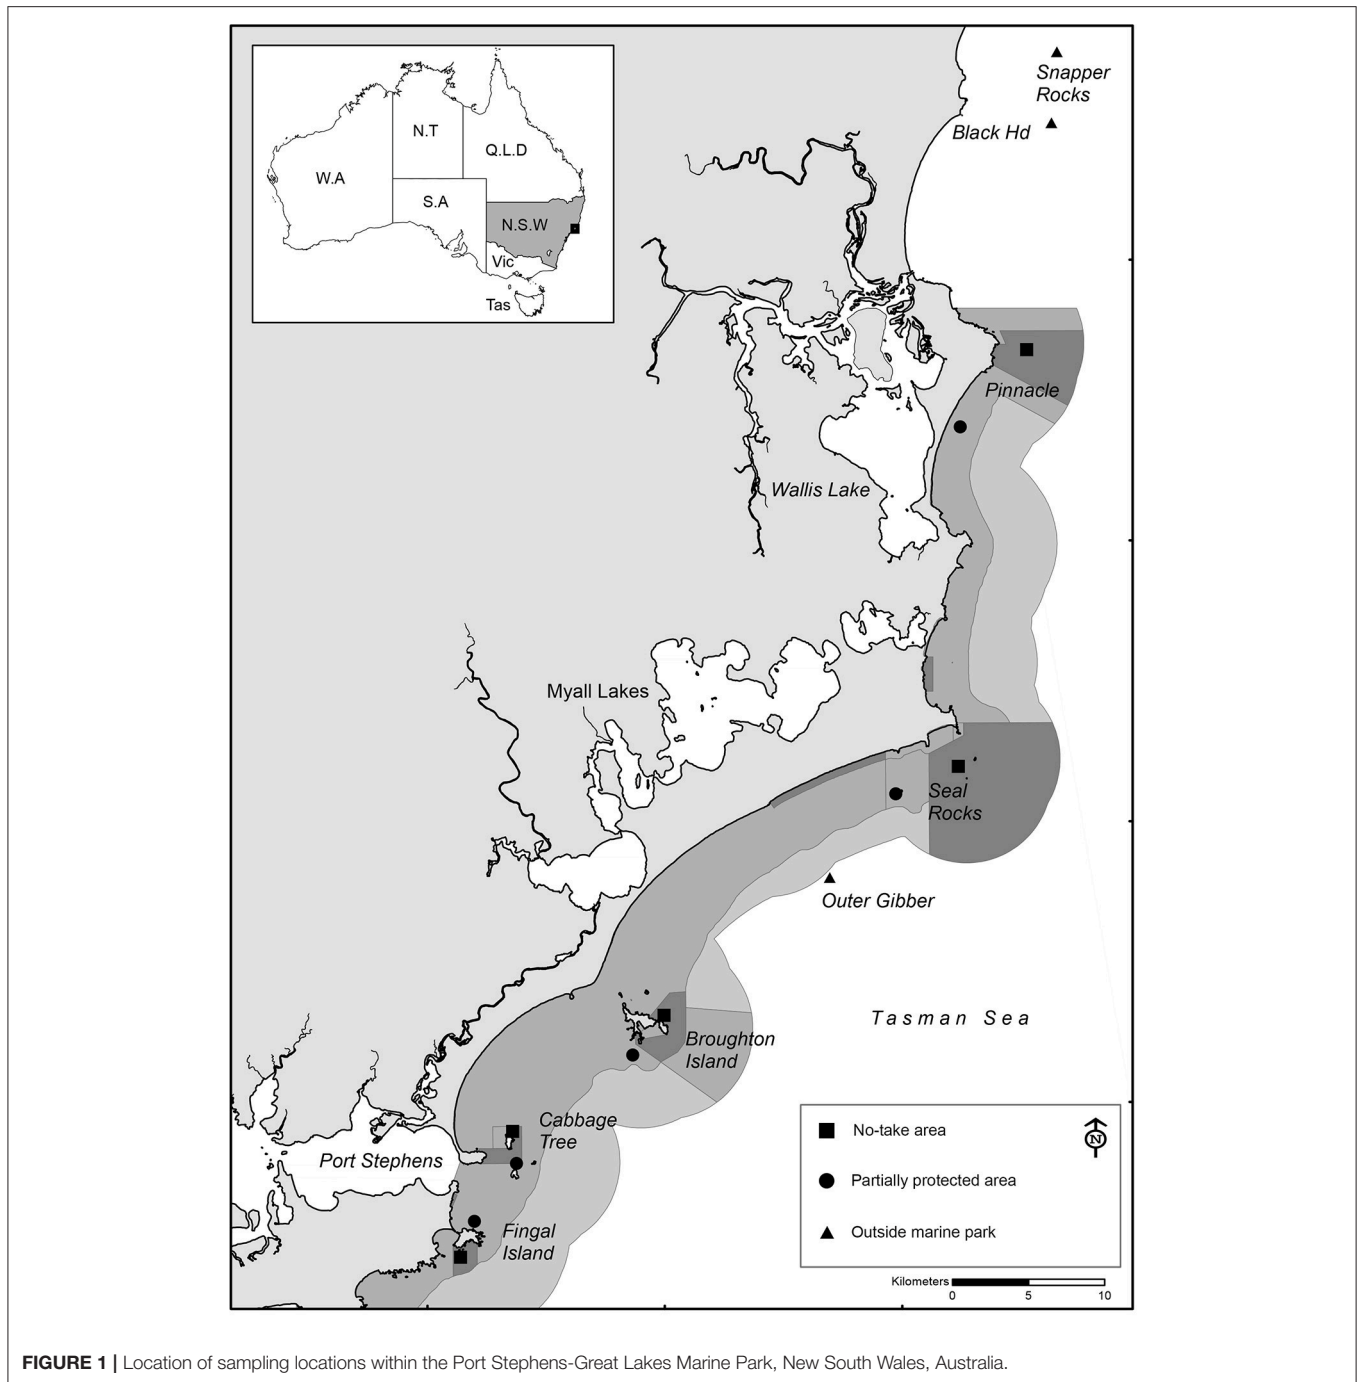 N.T
Q.L.D
W.A
S.A
N.S.W
Vic
Tas
Snapper
Rocks
Black Hd
Pinnacle
Wallis Lake
Myall Lakes
Seal
Rocks
Outer Gibber
Tasman Sea
Broughton
Island
Cabbage
Tree
Port Stephens
Fingal
Island
No-take area
N
Partially protected area
Outside marine park
Kilometers
0 5 10
FIGURE 1 | Location of sampling locations within the Port Stephens-Great Lakes Marine Park, New South Wales, Australia.